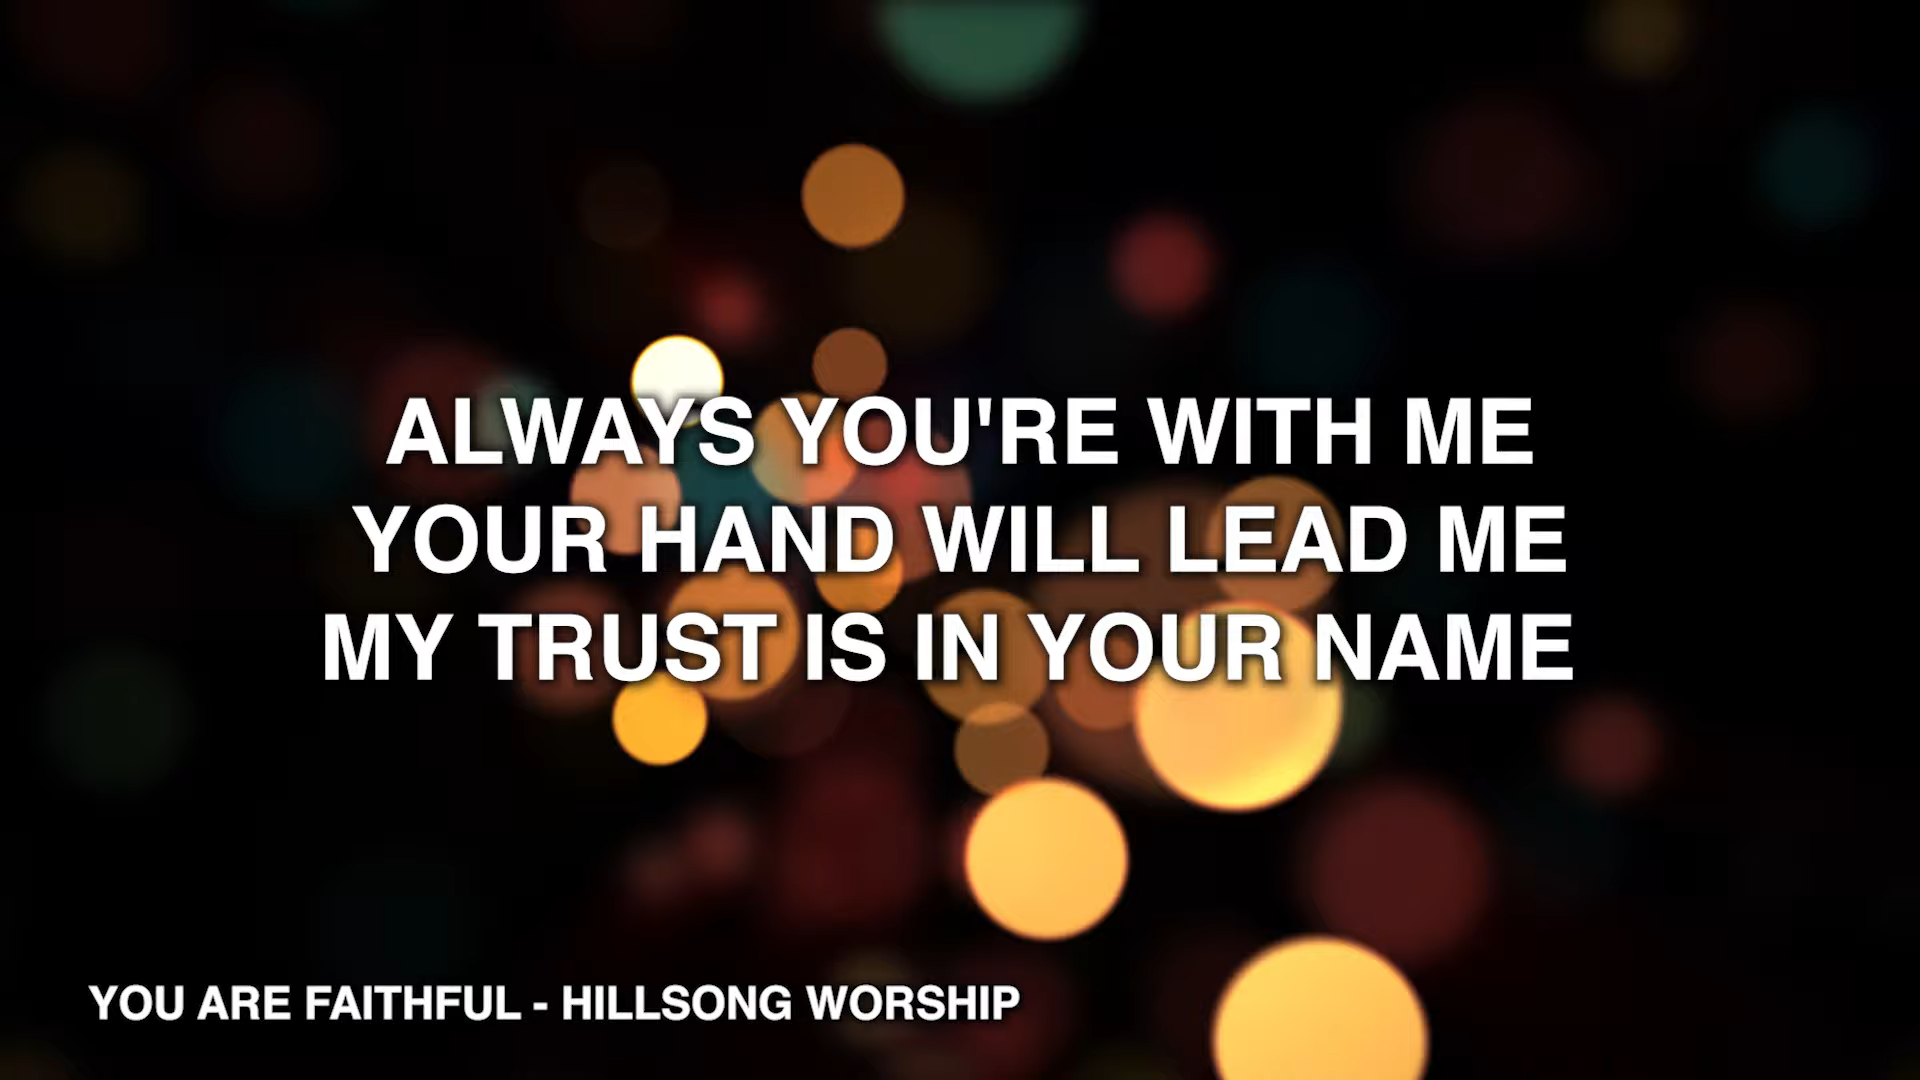 ALWAYS YOU'RE WITH ME
YOUR HAND WILL LEAD ME
MY TRUST IS IN YOUR NAME
YOU ARE FAITHFUL - HILLSONG WORSHIP